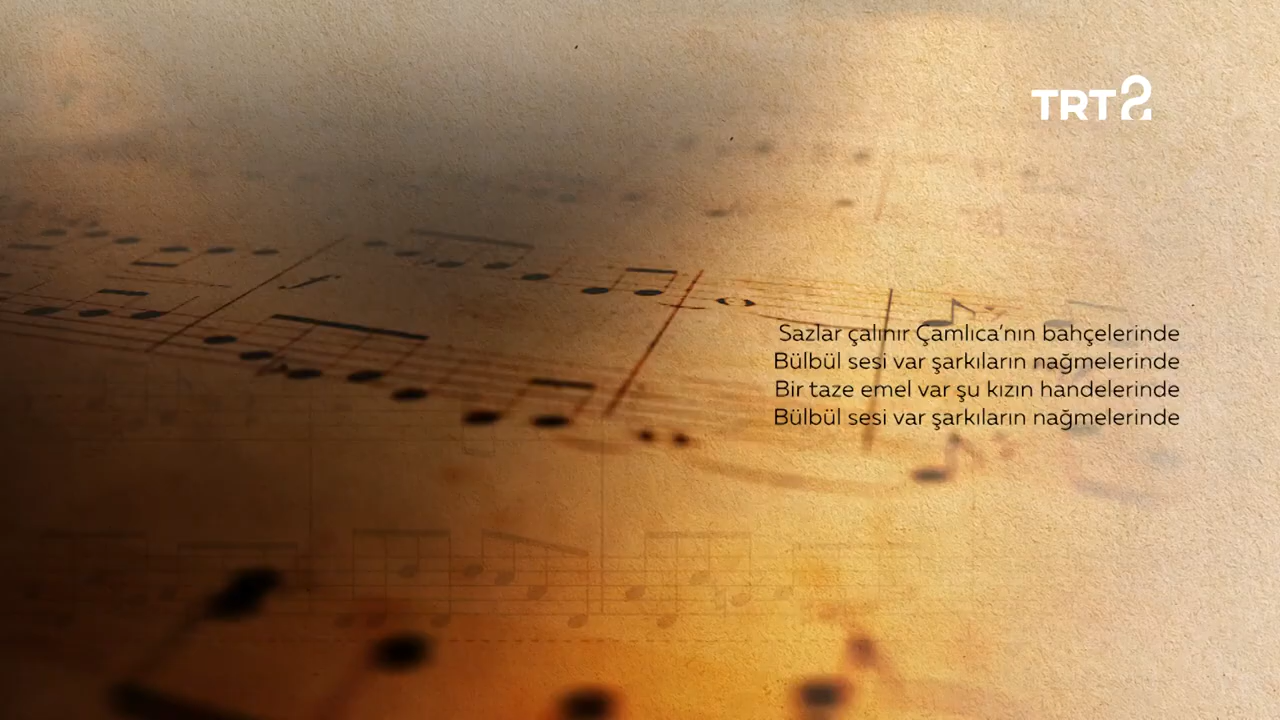 TRT2
Sazlar çalınır Çamlıca'nın bahçelerinde
Bülbül sesi var şarkıların nağmelerinde
Bir taze emel var şu kızın handelerinde
Bülbül sesi var şarkıların nağmelerinde